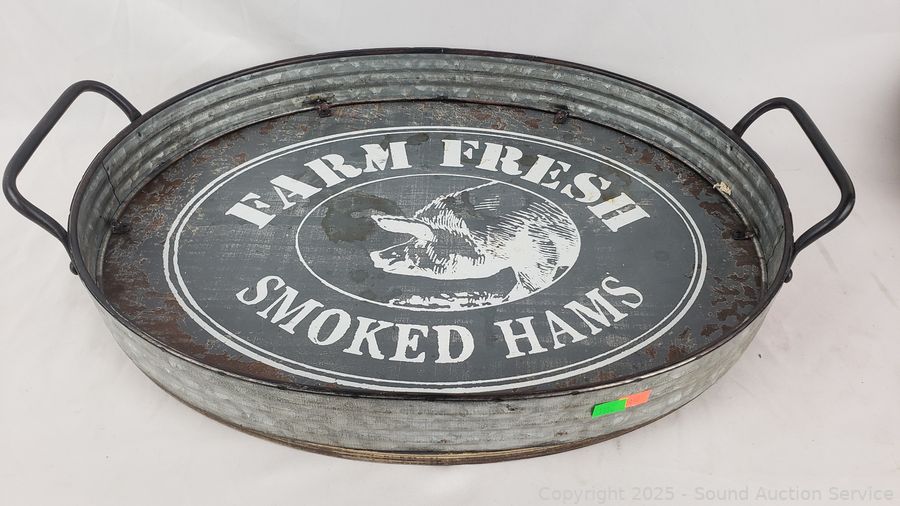 FARM FRESH
SMOKED HAMS
Copyright 2025 - Sound Auction Service